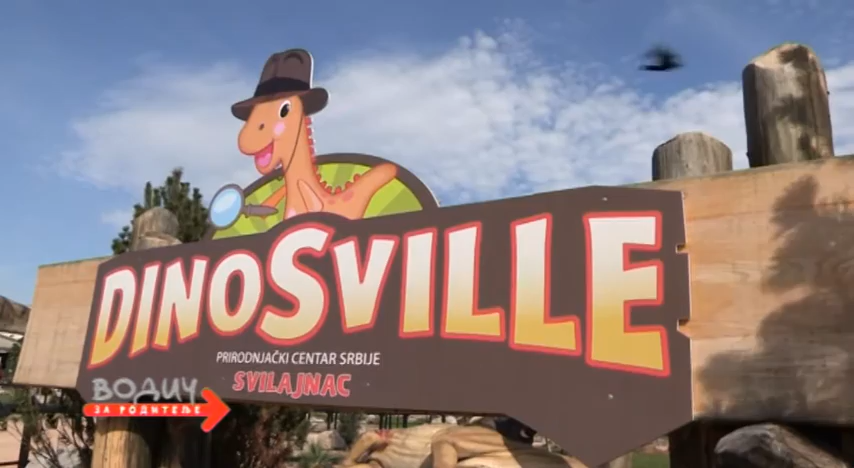 DINOSVILLE
PRIRODNJAČKI CENTAR SRBIJE
SVILAJNAC
ВОДИЧ
ЗА РОДИТЕЉЕ